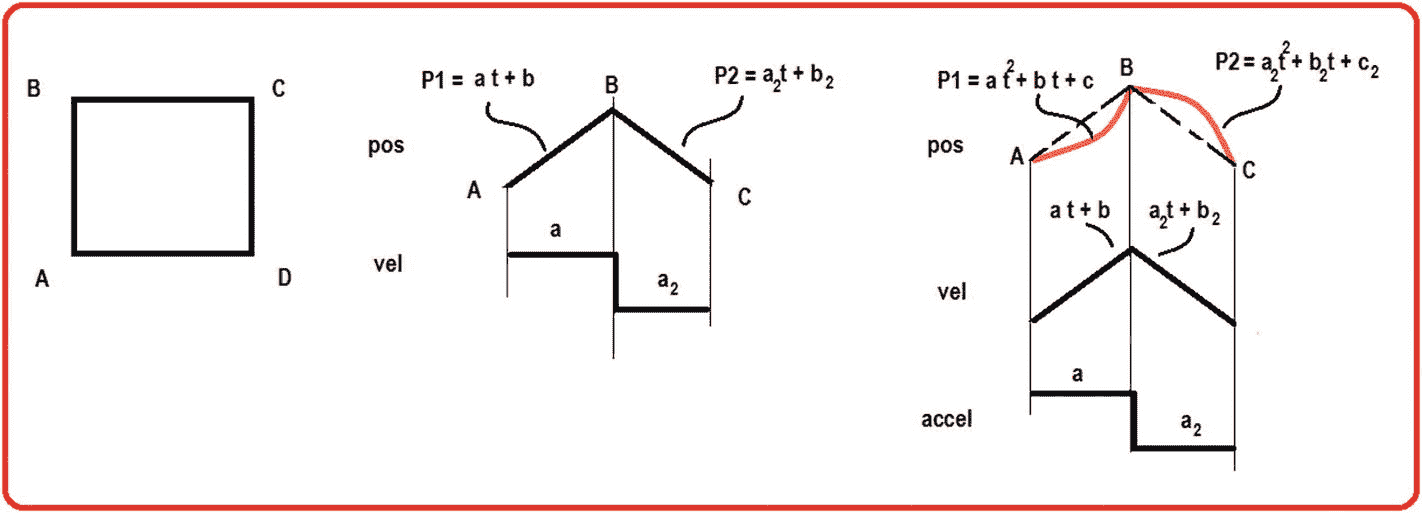 B
C
A
D
P1 = a t + b
P2 = a₂t + b₂
B
pos
A
C
a
vel
a₂
P1 = a t² + b t + c
P2 = a₂t² + b₂t + c₂
B
pos
A
C
a t + b
a₂t + b₂
vel
a
accel
a₂